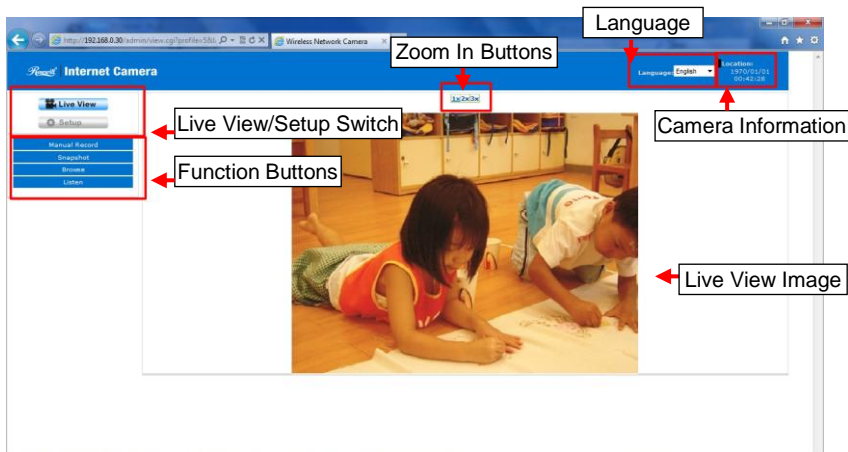 Language
Zoom In Buttons
http://192.168.0.30/admin/view.cgi?profile=5&l
Wireless Network Camera
Internet Camera
Language: English
Location:
1970/01/01
00:42:28
1x 2x 3x
Live View
Setup
Live View/Setup Switch
Camera Information
Manual Record
Snapshot
Browse
Listen
Function Buttons
Live View Image